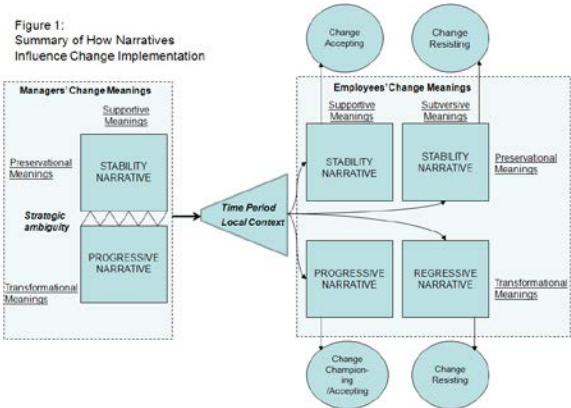 Figure 1:
Summary of How Narratives
Influence Change Implementation
Change
Accepting
Change
Resisting
Managers' Change Meanings
Supportive
Meanings
Preservational
Meanings
STABILITY
NARRATIVE
Strategic
ambiguity
PROGRESSIVE
NARRATIVE
Transformational
Meanings
Time Period
Local Context
Employees' Change Meanings
Supportive
Meanings
Subversive
Meanings
STABILITY
NARRATIVE
STABILITY
NARRATIVE
Preservational
Meanings
PROGRESSIVE
NARRATIVE
REGRESSIVE
NARRATIVE
Transformational
Meanings
Change
Champion-
ing
/Accepting
Change
Resisting